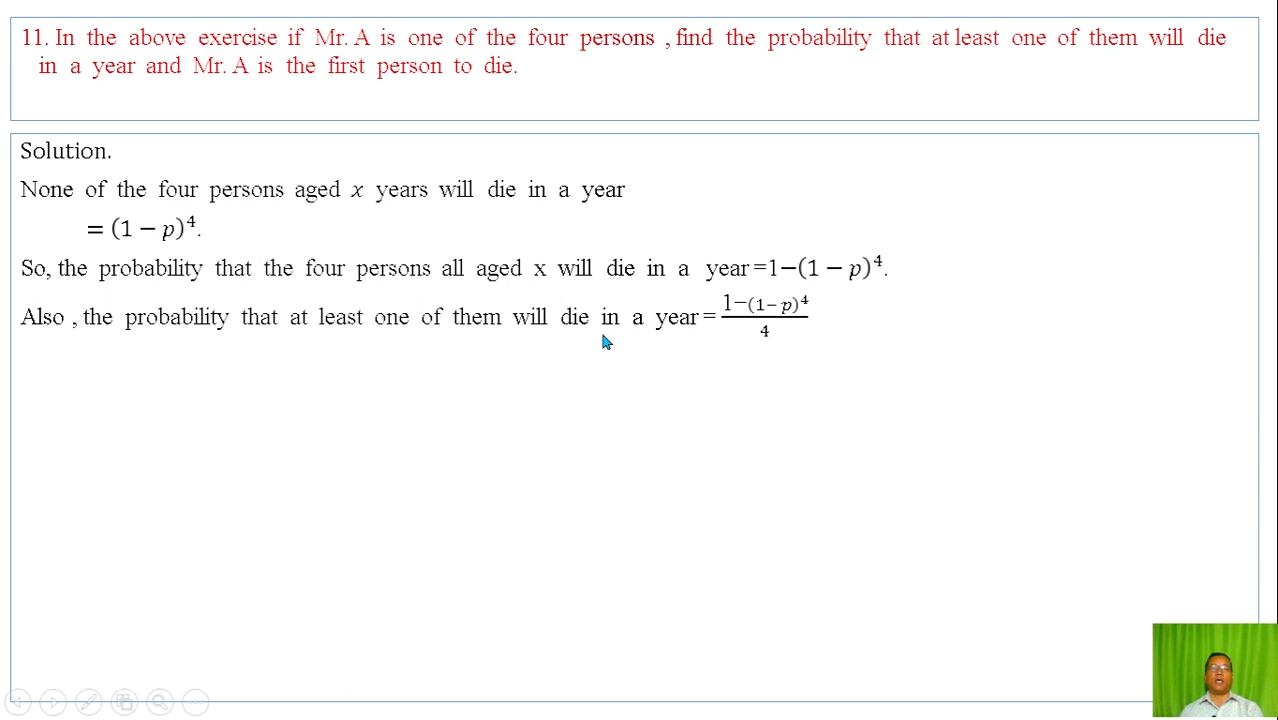 11. In the above exercise if Mr. A is one of the four persons , find the probability that at least one of them will die
in a year and Mr. A is the first person to die.
Solution.
None of the four persons aged x years will die in a year
= (1 − p)⁴.
So, the probability that the four persons all aged x will die in a year=1−(1 − p)⁴.
Also , the probability that at least one of them will die in a year= 1−(1− p)⁴ / 4